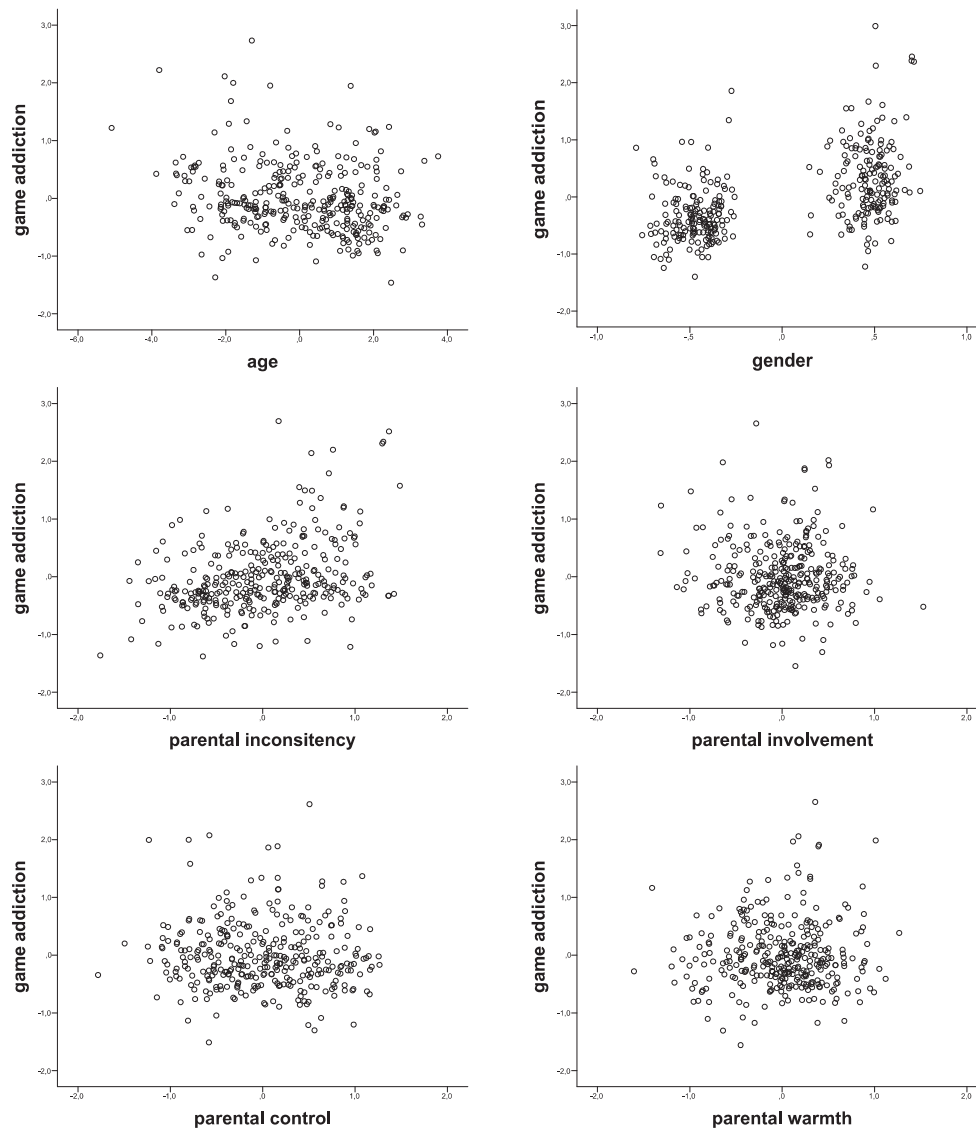 3,0
2,0
1,0
,0
-1,0
-2,0
game addiction
-6,0 -4,0 -2,0 ,0 2,0 4,0
age
3,0
2,0
1,0
,0
-1,0
-2,0
game addiction
-1,0 -,5 ,0 ,5 1,0
gender
3,0
2,0
1,0
,0
-1,0
-2,0
game addiction
-2,0 -1,0 ,0 1,0 2,0
parental inconsitency
3,0
2,0
1,0
,0
-1,0
-2,0
game addiction
-2,0 -1,0 ,0 1,0 2,0
parental involvement
3,0
2,0
1,0
,0
-1,0
-2,0
game addiction
-2,0 -1,0 ,0 1,0 2,0
parental control
3,0
2,0
1,0
,0
-1,0
-2,0
game addiction
-2,0 -1,0 ,0 1,0 2,0
parental warmth